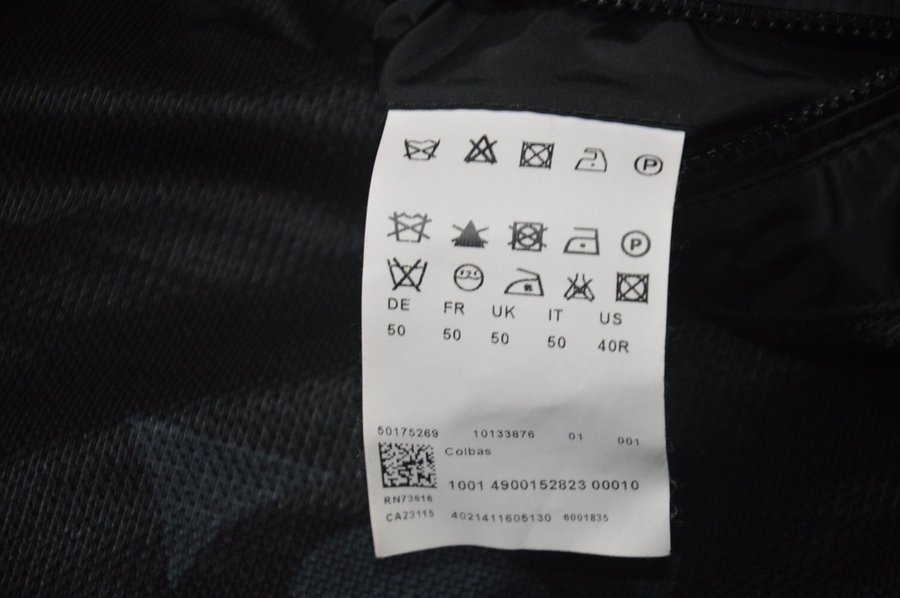 DE FR UK IT US
50 50 50 50 40R
50175269 10133876 01 001
Colbas
1001 4900152823 00010
RN73616
CA23115 4021411605130 6001835